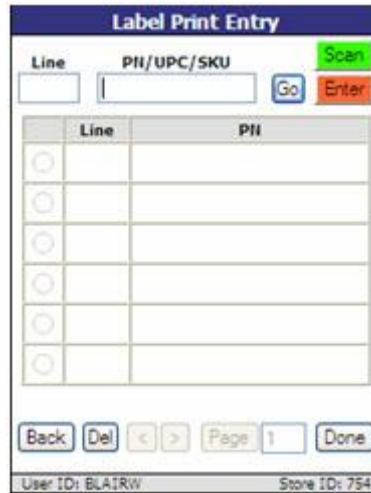 Label Print Entry
Line PN/UPC/SKU Scan
Go Enter
Line PN
Back Del < > Page 1 Done
User ID: BLAIRW Store ID: 754